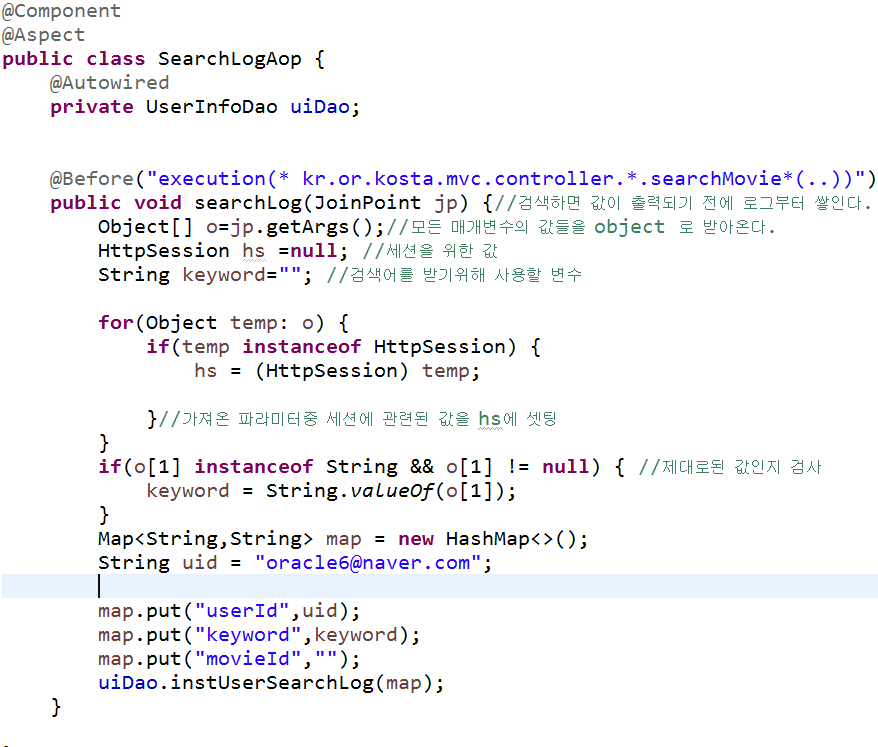 @Component
@Aspect
public class SearchLogAop {
    @Autowired
    private UserInfoDao uiDao;
    @Before("execution(* kr.or.kosta.mvc.controller.*.searchMovie*(..))")
    public void searchLog(JoinPoint jp) {//검색하면 값이 출력되기 전에 로그부터 쌓인다.
        Object[] o=jp.getArgs();//모든 매개변수의 값들을 object 로 받아온다.
        HttpSession hs =null; //세션을 위한 값
        String keyword=""; //검색어를 받기위해 사용할 변수
        for(Object temp: o) {
            if(temp instanceof HttpSession) {
                hs = (HttpSession) temp;
            }//가져온 파라미터중 세션에 관련된 값을 hs에 셋팅
        }
        if(o[1] instanceof String && o[1] != null) { //제대로된 값인지 검사
            keyword = String.valueOf(o[1]);
        }
        Map<String,String> map = new HashMap<>();
        String uid = "oracle6@naver.com";
        map.put("userId",uid);
        map.put("keyword",keyword);
        map.put("movieId","");
        uiDao.instUserSearchLog(map);
    }